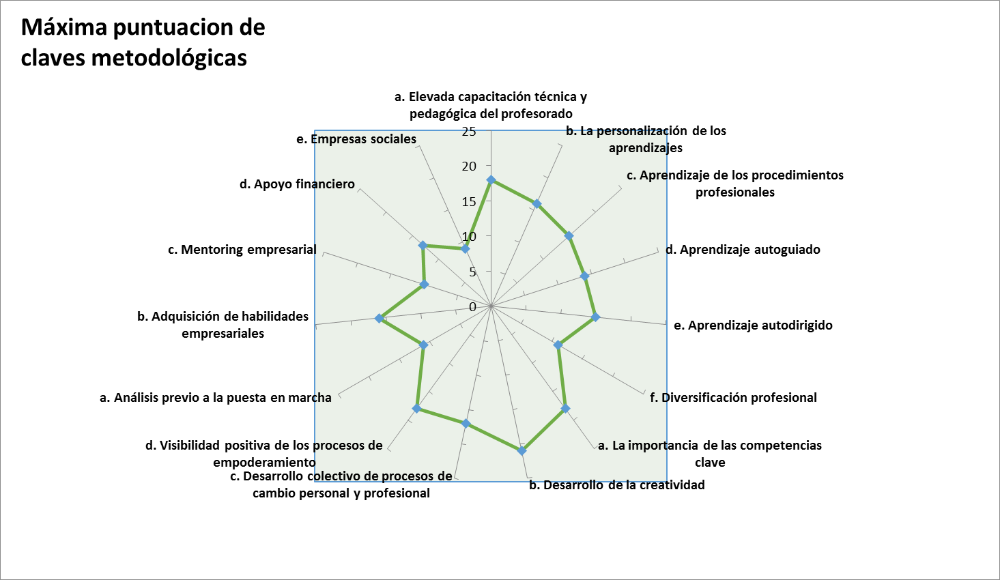 Máxima puntuacion de
claves metodológicas
a. Elevada capacitación técnica y
pedagógica del profesorado
b. La personalización de los
aprendizajes
c. Aprendizaje de los procedimientos
profesionales
d. Aprendizaje autoguiado
e. Aprendizaje autodirigido
f. Diversificación profesional
a. La importancia de las competencias
clave
b. Desarrollo de la creatividad
c. Desarrollo colectivo de procesos de
cambio personal y profesional
d. Visibilidad positiva de los procesos de
empoderamiento
a. Análisis previo a la puesta en marcha
b. Adquisición de habilidades
empresariales
c. Mentoring empresarial
d. Apoyo financiero
e. Empresas sociales
25
20
15
10
5
0